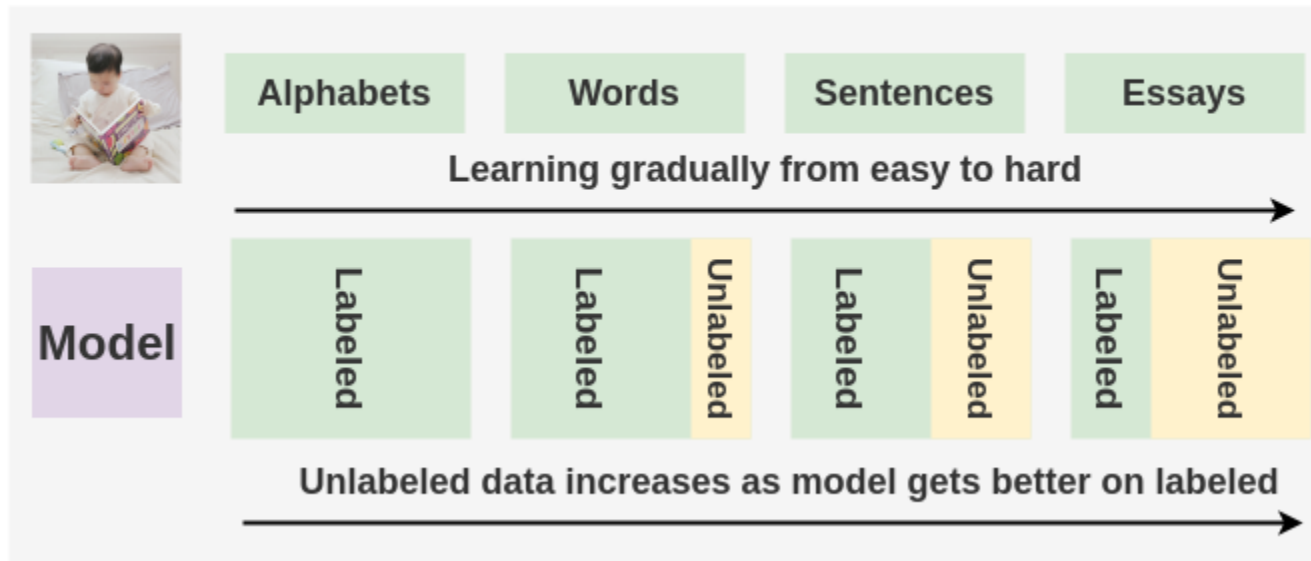 Alphabets Words Sentences Essays
Learning gradually from easy to hard
Model
Labeled
Labeled Unlabeled
Labeled Unlabeled
Labeled Unlabeled
Unlabeled data increases as model gets better on labeled